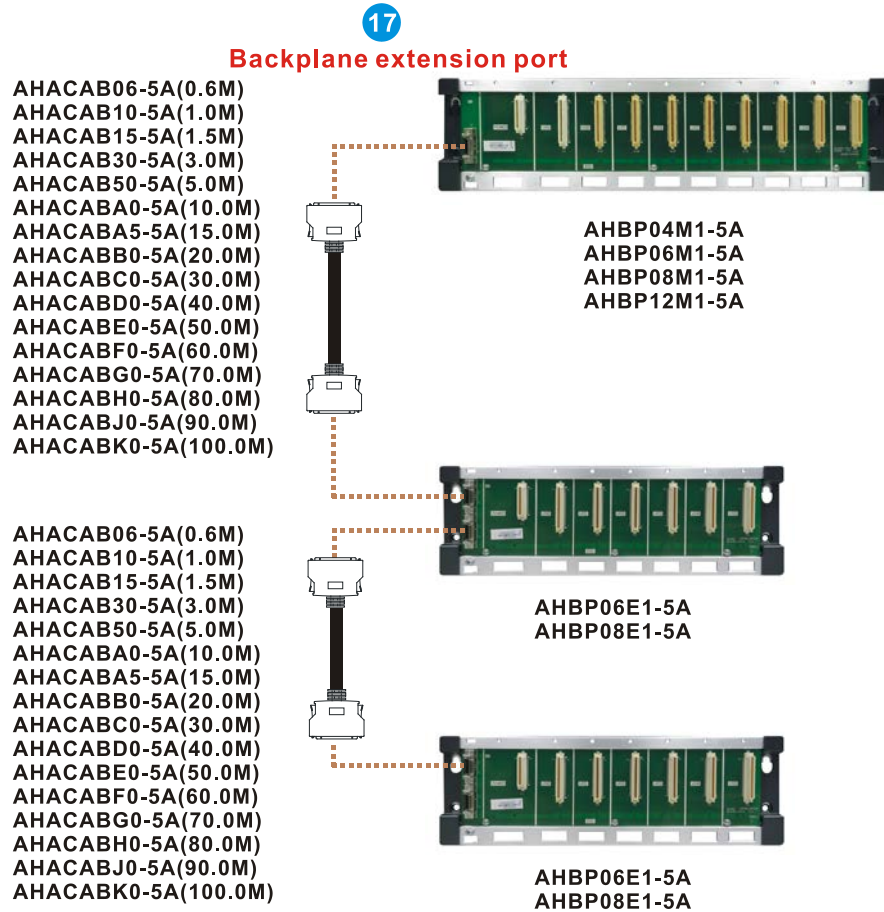 17
Backplane extension port
AHACAB06-5A(0.6M)
AHACAB10-5A(1.0M)
AHACAB15-5A(1.5M)
AHACAB30-5A(3.0M)
AHACAB50-5A(5.0M)
AHACABA0-5A(10.0M)
AHACABA5-5A(15.0M)
AHACABB0-5A(20.0M)
AHACABC0-5A(30.0M)
AHACABD0-5A(40.0M)
AHACABE0-5A(50.0M)
AHACABF0-5A(60.0M)
AHACABG0-5A(70.0M)
AHACABH0-5A(80.0M)
AHACABJ0-5A(90.0M)
AHACABK0-5A(100.0M)
AHBP04M1-5A
AHBP06M1-5A
AHBP08M1-5A
AHBP12M1-5A
AHACAB06-5A(0.6M)
AHACAB10-5A(1.0M)
AHACAB15-5A(1.5M)
AHACAB30-5A(3.0M)
AHACAB50-5A(5.0M)
AHACABA0-5A(10.0M)
AHACABA5-5A(15.0M)
AHACABB0-5A(20.0M)
AHACABC0-5A(30.0M)
AHACABD0-5A(40.0M)
AHACABE0-5A(50.0M)
AHACABF0-5A(60.0M)
AHACABG0-5A(70.0M)
AHACABH0-5A(80.0M)
AHACABJ0-5A(90.0M)
AHACABK0-5A(100.0M)
AHBP06E1-5A
AHBP08E1-5A
AHBP06E1-5A
AHBP08E1-5A